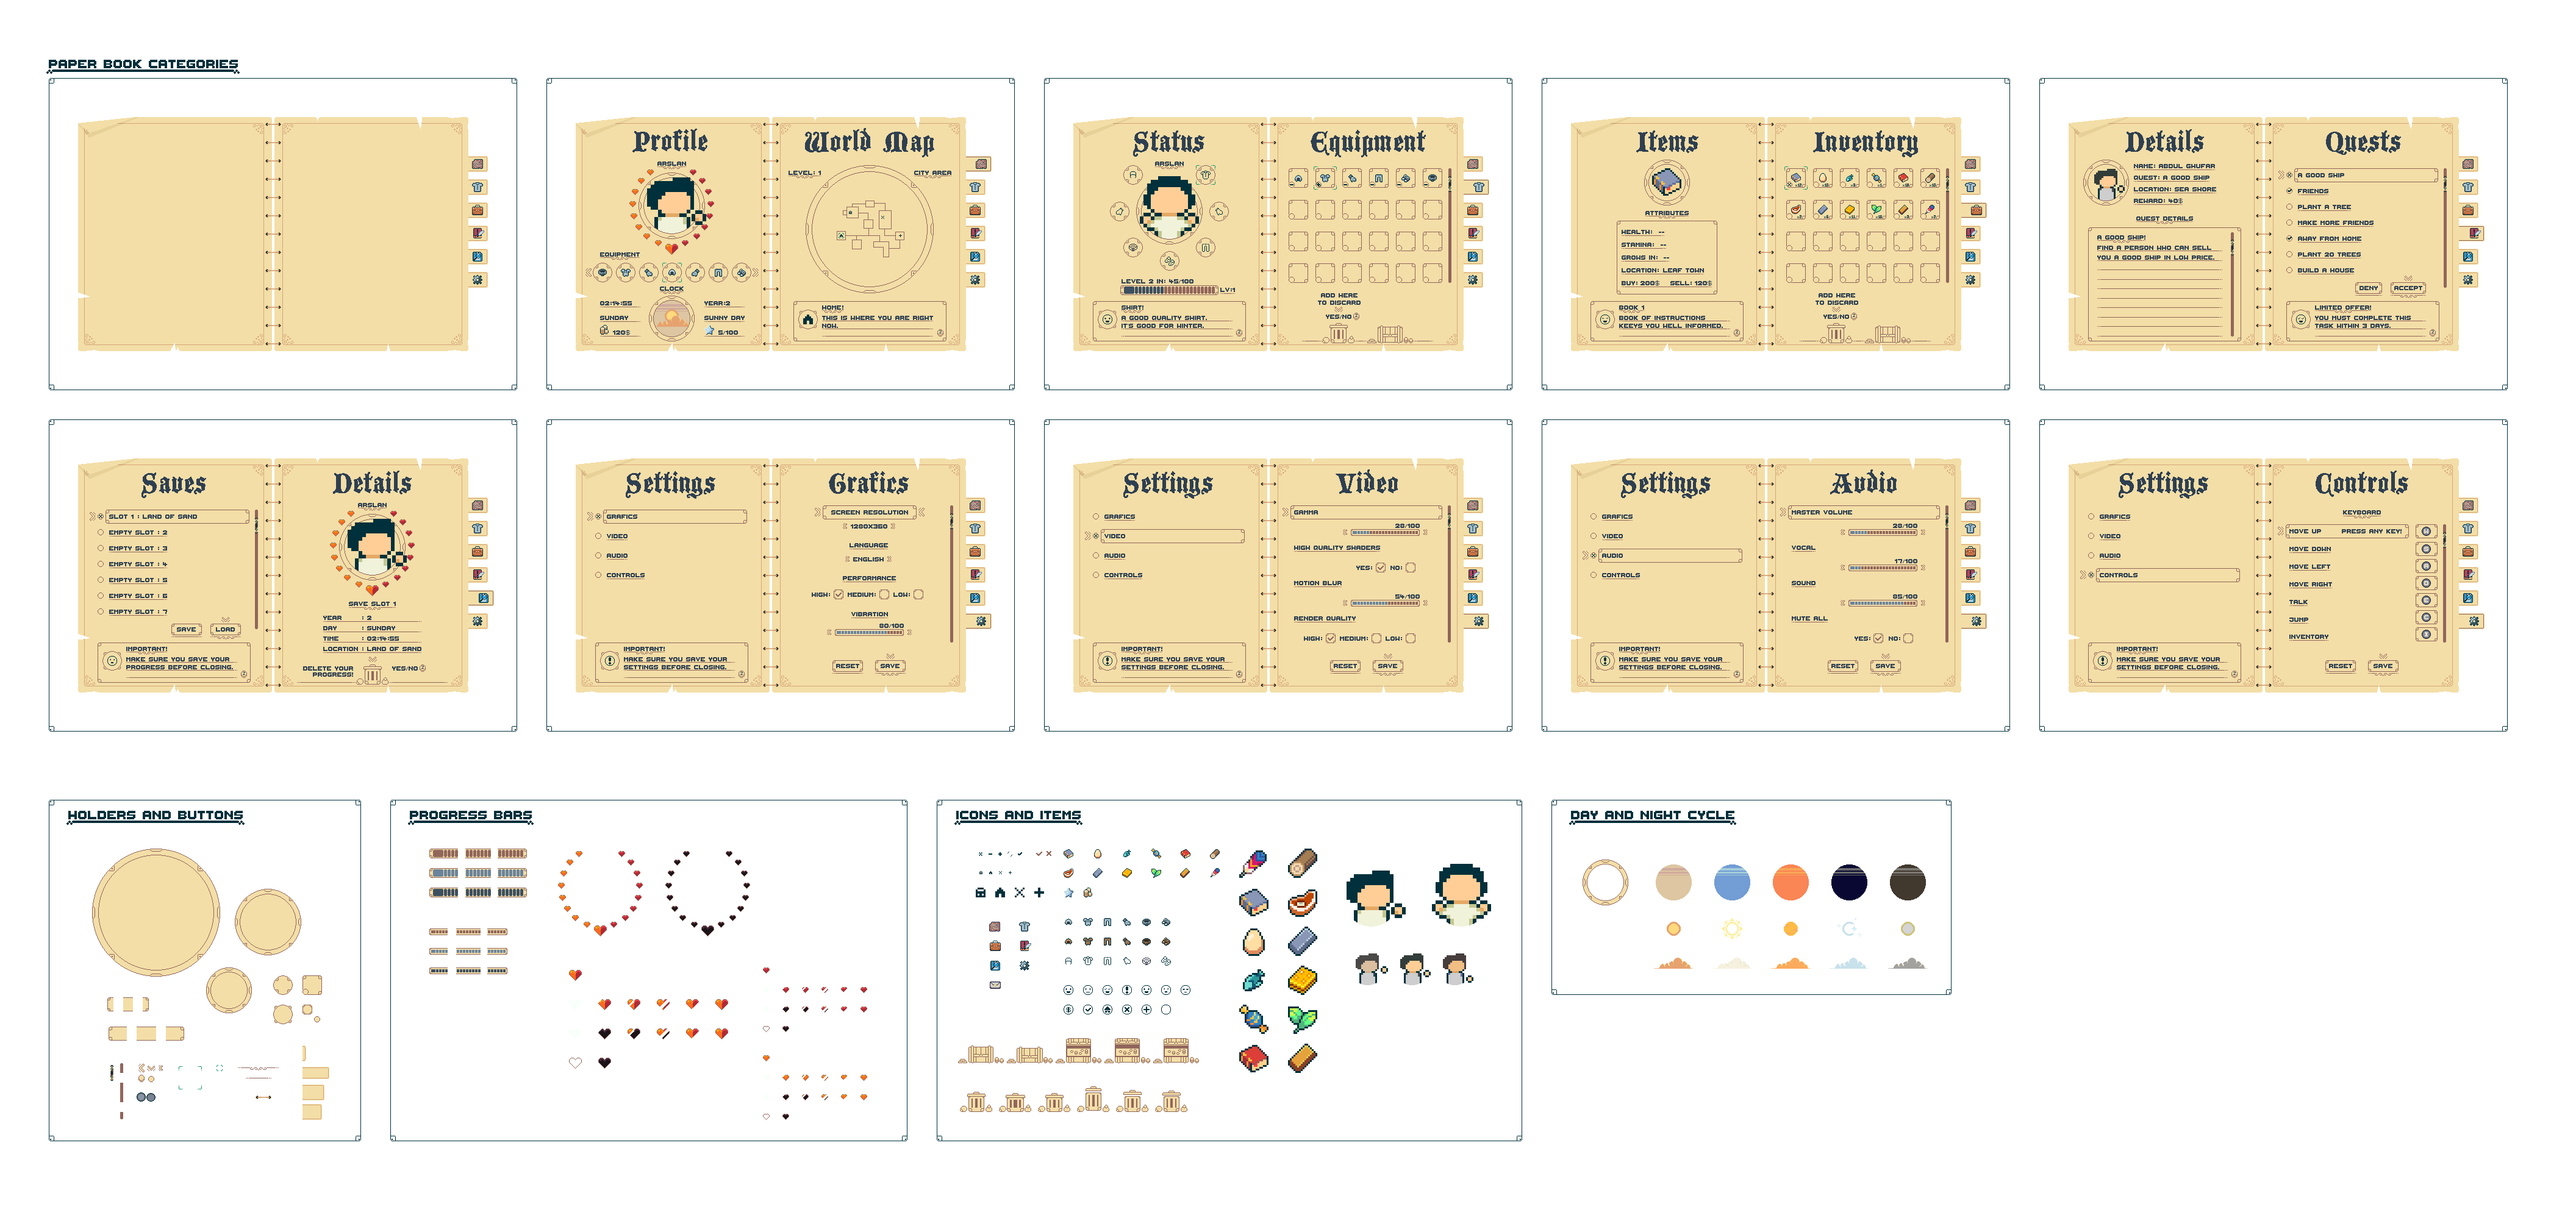 PAPER BOOK CATEGORIES
Profile
ARSLAN
EQUIPMENT
CLOCK
02:14:55
YEAR:2
SUNDAY
SUNNY DAY
120$
5/100
World Map
LEVEL: 1
CITY AREA
HOME!
THIS IS WHERE YOU ARE RIGHT
NOW.
Status
ARSLAN
LEVEL 2 IN: 45/100
LV:1
SHIRT!
A GOOD QUALITY SHIRT.
IT'S GOOD FOR WINTER.
Equipment
ADD HERE
TO DISCARD
YES/NO
Items
ATTRIBUTES
HEALTH: --
STAMINA: --
GROWS IN: --
LOCATION: LEAF TOWN
BUY: 200$ SELL: 120$
BOOK 1
BOOK OF INSTRUCTIONS
KEEYS YOU WELL INFORMED.
Inventory
ADD HERE
TO DISCARD
YES/NO
Details
NAME: ABDUL GHUFAR
QUEST: A GOOD SHIP
LOCATION: SEA SHORE
REWARD: 40$
QUEST DETAILS
A GOOD SHIP!
FIND A PERSON WHO CAN SELL
YOU A GOOD SHIP IN LOW PRICE.
Quests
A GOOD SHIP
FRIENDS
PLANT A TREE
MAKE MORE FRIENDS
AWAY FROM HOME
PLANT 20 TREES
BUILD A HOUSE
DENY
ACCEPT
LIMITED OFFER!
YOU MUST COMPLETE THIS
TASK WITHIN 3 DAYS.
Saves
SLOT 1 : LAND OF SAND
EMPTY SLOT : 2
EMPTY SLOT : 3
EMPTY SLOT : 4
EMPTY SLOT : 5
EMPTY SLOT : 6
EMPTY SLOT : 7
SAVE
LOAD
IMPORTANT!
MAKE SURE YOU SAVE YOUR
PROGRESS BEFORE CLOSING.
Details
ARSLAN
SAVE SLOT 1
YEAR : 2
DAY : SUNDAY
TIME : 02:14:55
LOCATION : LAND OF SAND
DELETE YOUR
PROGRESS!
YES/NO
Settings
GRAFICS
VIDEO
AUDIO
CONTROLS
IMPORTANT!
MAKE SURE YOU SAVE YOUR
SETTINGS BEFORE CLOSING.
Grafics
SCREEN RESOLUTION
1280X360
LANGUAGE
ENGLISH
PERFORMANCE
HIGH: MEDIUM: LOW:
VIBRATION
80/100
RESET
SAVE
Settings
GRAFICS
VIDEO
AUDIO
CONTROLS
IMPORTANT!
MAKE SURE YOU SAVE YOUR
SETTINGS BEFORE CLOSING.
Video
GAMMA
28/100
HIGH QUALITY SHADERS
YES: NO:
MOTION BLUR
54/100
RENDER QUALITY
HIGH: MEDIUM: LOW:
RESET
SAVE
Settings
GRAFICS
VIDEO
AUDIO
CONTROLS
IMPORTANT!
MAKE SURE YOU SAVE YOUR
SETTINGS BEFORE CLOSING.
Audio
MASTER VOLUME
28/100
VOCAL
17/100
SOUND
85/100
MUTE ALL
YES: NO:
RESET
SAVE
Settings
GRAFICS
VIDEO
AUDIO
CONTROLS
IMPORTANT!
MAKE SURE YOU SAVE YOUR
SETTINGS BEFORE CLOSING.
Controls
KEYBOARD
MOVE UP PRESS ANY KEY!
MOVE DOWN
MOVE LEFT
MOVE RIGHT
TALK
JUMP
INVENTORY
RESET
SAVE
HOLDERS AND BUTTONS
PROGRESS BARS
ICONS AND ITEMS
DAY AND NIGHT CYCLE